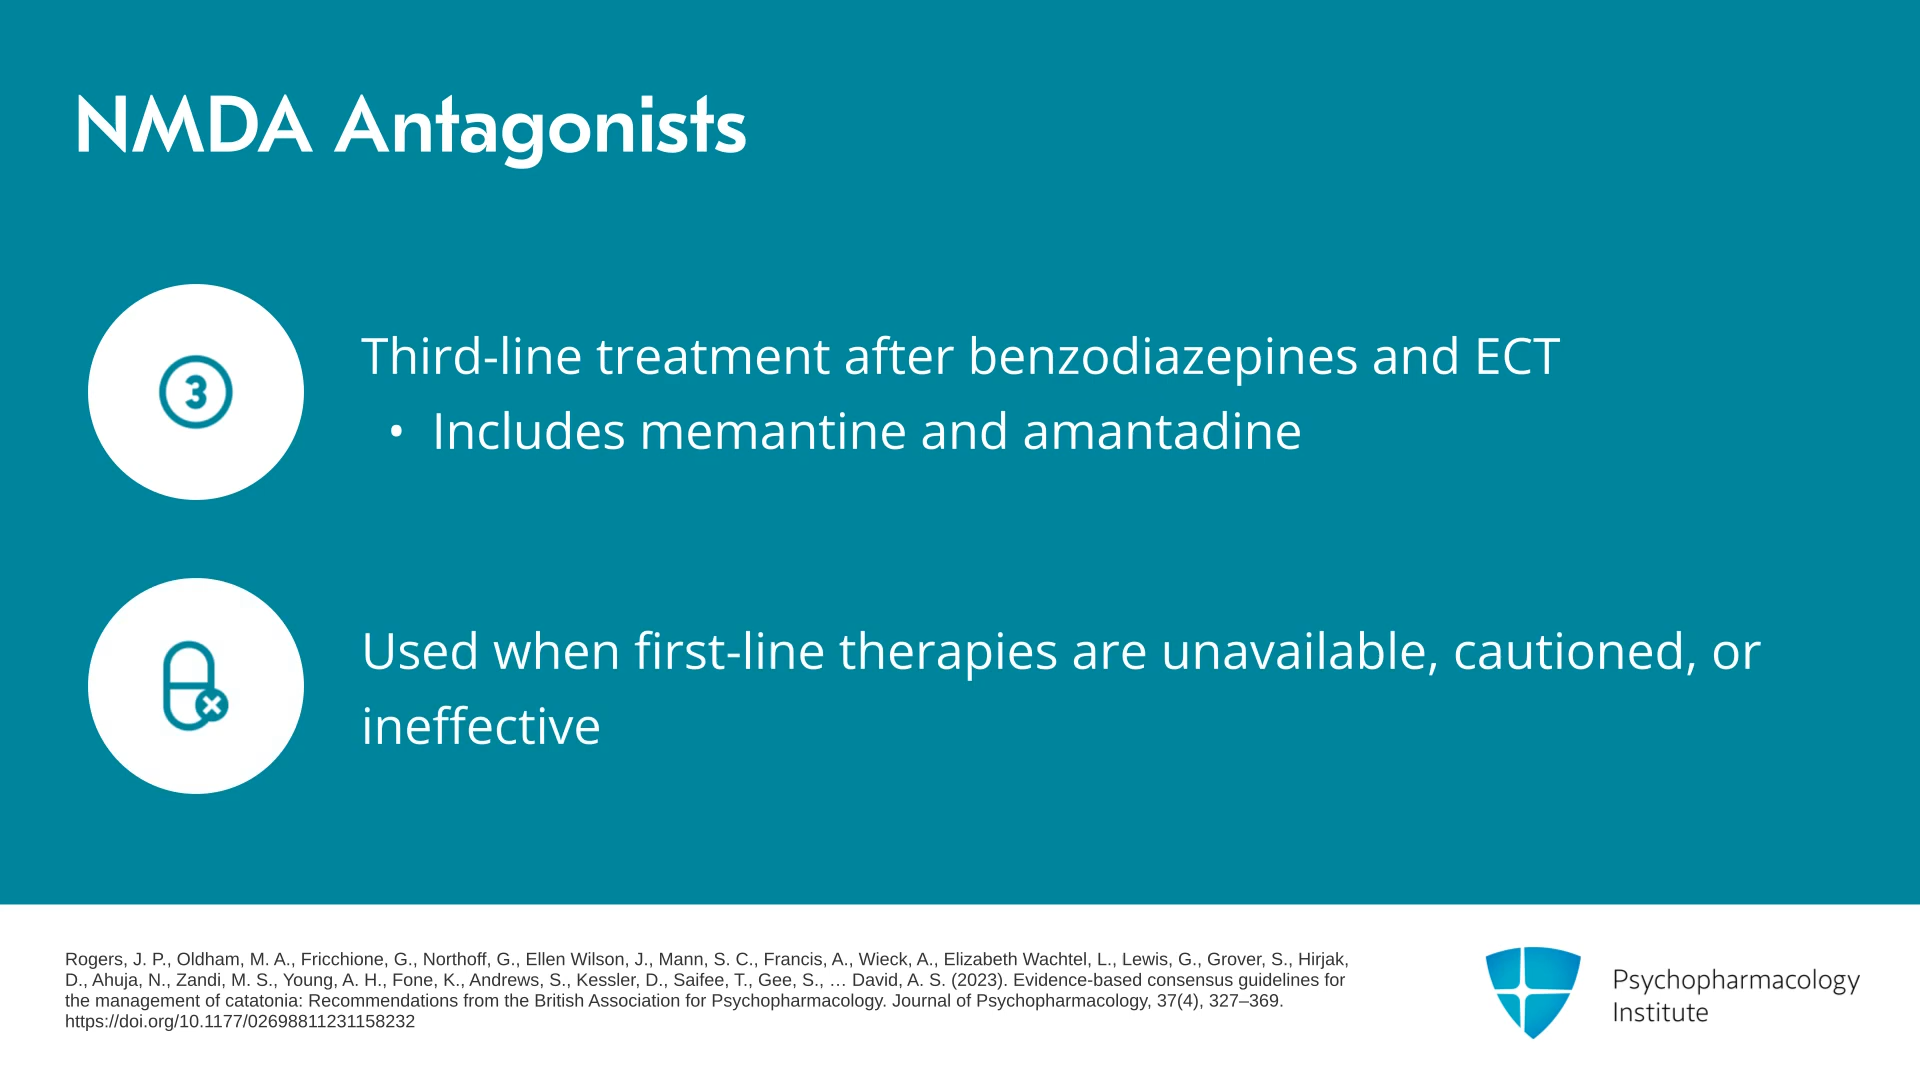 NMDA Antagonists
3
Third-line treatment after benzodiazepines and ECT
• Includes memantine and amantadine
Used when first-line therapies are unavailable, cautioned, or
ineffective
Rogers, J. P., Oldham, M. A., Fricchione, G., Northoff, G., Ellen Wilson, J., Mann, S. C., Francis, A., Wieck, A., Elizabeth Wachtel, L., Lewis, G., Grover, S., Hirjak,
D., Ahuja, N., Zandi, M. S., Young, A. H., Fone, K., Andrews, S., Kessler, D., Saifee, T., Gee, S., … David, A. S. (2023). Evidence-based consensus guidelines for
the management of catatonia: Recommendations from the British Association for Psychopharmacology. Journal of Psychopharmacology, 37(4), 327–369.
https://doi.org/10.1177/02698811231158232
Psychopharmacology
Institute